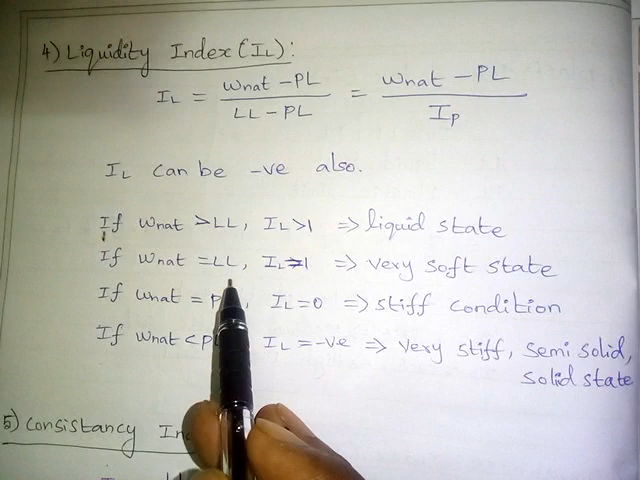 4) Liquidity Index (IL):
IL = Wnat - PL / LL - PL = Wnat - PL / Ip
IL can be -ve also.
If Wnat > LL, IL > 1 => liquid state
If Wnat = LL, IL = 1 => very soft state
If Wnat = IL = 0 => stiff condition
If Wnat < PL IL = -ve => very stiff, semi solid,
solid state
5) Consistancy